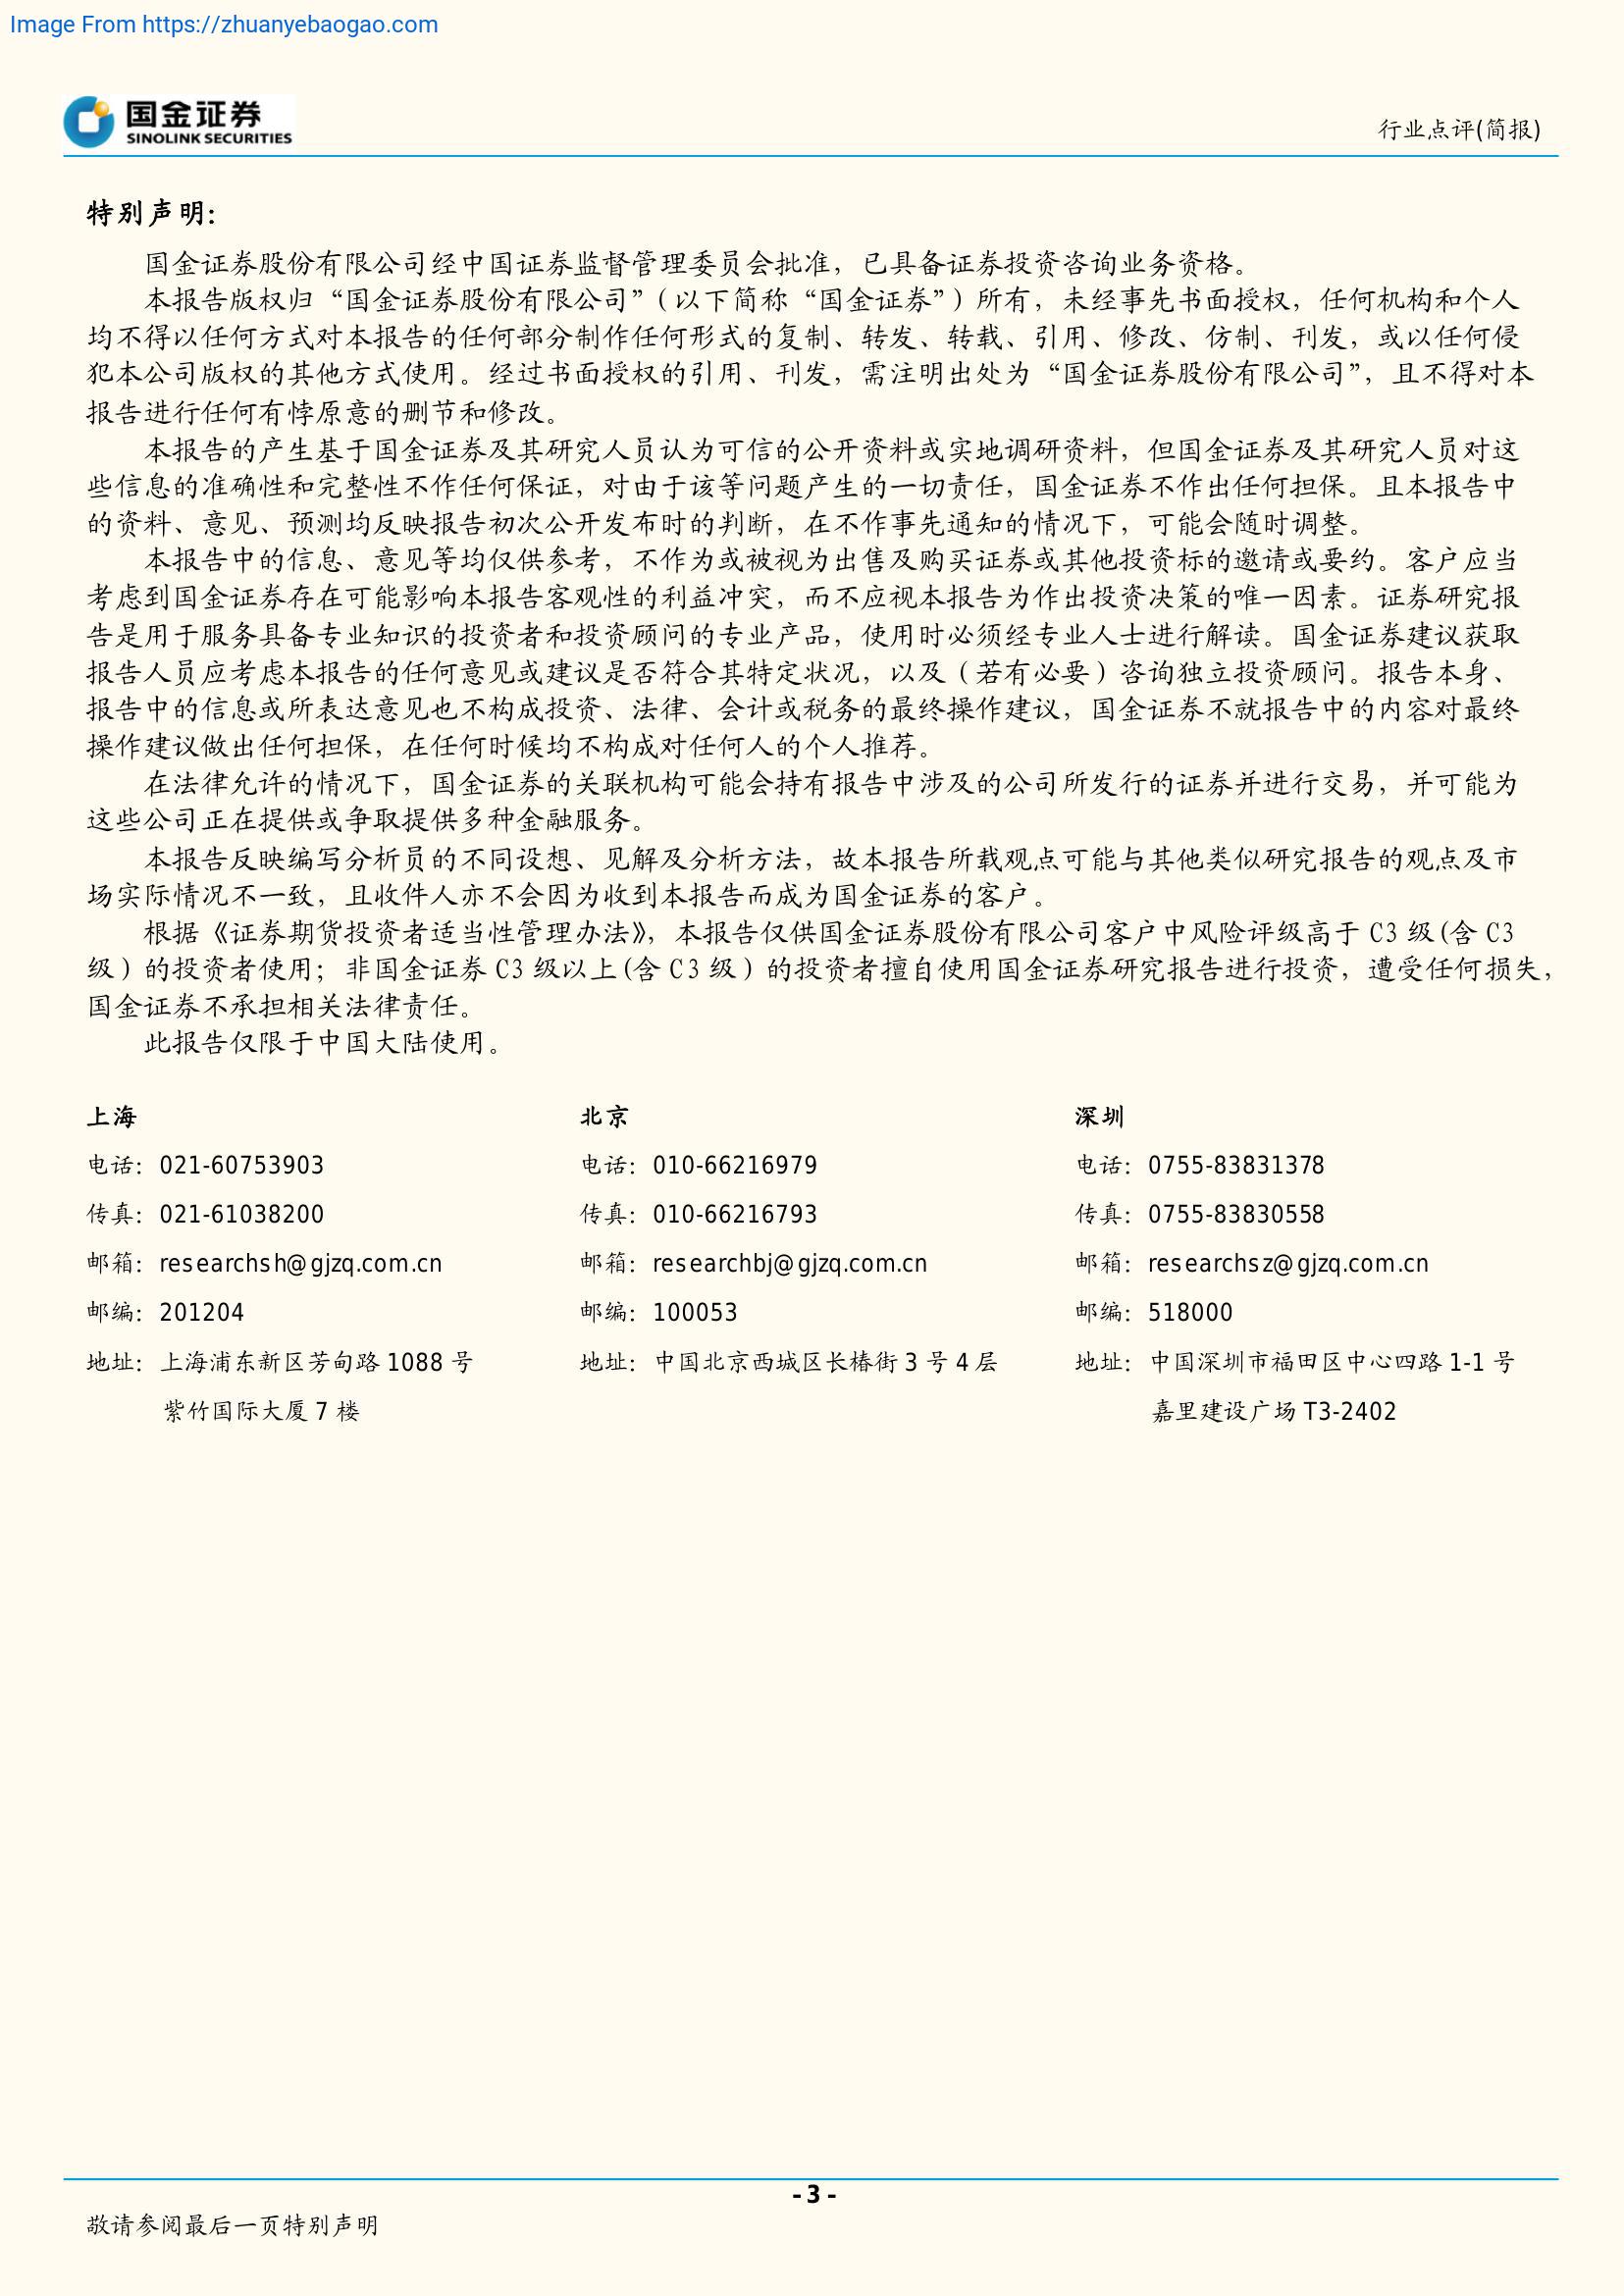 Image From https://zhuanyebaogao.com
国金证券
SINOLINK SECURITIES
行业点评(简报)
特别声明：
国金证券股份有限公司经中国证券监督管理委员会批准，已具备证券投资咨询业务资格。
本报告版权归“国金证券股份有限公司”（以下简称“国金证券”）所有，未经事先书面授权，任何机构和个人
均不得以任何方式对本报告的任何部分制作任何形式的复制、转发、转载、引用、修改、仿制、刊发，或以任何侵
犯本公司版权的其他方式使用。经过书面授权的引用、刊发，需注明出处为“国金证券股份有限公司”，且不得对本
报告进行任何有悖原意的删节和修改。
本报告的产生基于国金证券及其研究人员认为可信的公开资料或实地调研资料，但国金证券及其研究人员对这
些信息的准确性和完整性不作任何保证，对由于该等问题产生的一切责任，国金证券不作出任何担保。且本报告中
的资料、意见、预测均反映报告初次公开发布时的判断，在不作事先通知的情况下，可能会随时调整。
本报告中的信息、意见等均仅供参考，不作为或被视为出售及购买证券或其他投资标的邀请或要约。客户应当
考虑到国金证券存在可能影响本报告客观性的利益冲突，而不应视本报告为作出投资决策的唯一因素。证券研究报
告是用于服务具备专业知识的投资者和投资顾问的专业产品，使用时必须经专业人士进行解读。国金证券建议获取
报告人员应考虑本报告的任何意见或建议是否符合其特定状况，以及（若有必要）咨询独立投资顾问。报告本身、
报告中的信息或所表达意见也不构成投资、法律、会计或税务的最终操作建议，国金证券不就报告中的内容对最终
操作建议做出任何担保，在任何时候均不构成对任何人的个人推荐。
在法律允许的情况下，国金证券的关联机构可能会持有报告中涉及的公司所发行的证券并进行交易，并可能为
这些公司正在提供或争取提供多种金融服务。
本报告反映编写分析员的不同设想、见解及分析方法，故本报告所载观点可能与其他类似研究报告的观点及市
场实际情况不一致，且收件人亦不会因为收到本报告而成为国金证券的客户。
根据《证券期货投资者适当性管理办法》，本报告仅供国金证券股份有限公司客户中风险评级高于 C3 级(含 C3
级）的投资者使用；非国金证券 C3 级以上(含 C3 级）的投资者擅自使用国金证券研究报告进行投资，遭受任何损失，
国金证券不承担相关法律责任。
此报告仅限于中国大陆使用。
上海 北京 深圳
电话：021-60753903 电话：010-66216979 电话：0755-83831378
传真：021-61038200 传真：010-66216793 传真：0755-83830558
邮箱：researchsh@gjzq.com.cn 邮箱：researchbj@gjzq.com.cn 邮箱：researchsz@gjzq.com.cn
邮编：201204 邮编：100053 邮编：518000
地址：上海浦东新区芳甸路 1088 号 地址：中国北京西城区长椿街 3 号 4 层 地址：中国深圳市福田区中心四路 1-1 号
紫竹国际大厦 7 楼 嘉里建设广场 T3-2402
- 3 -
敬请参阅最后一页特别声明